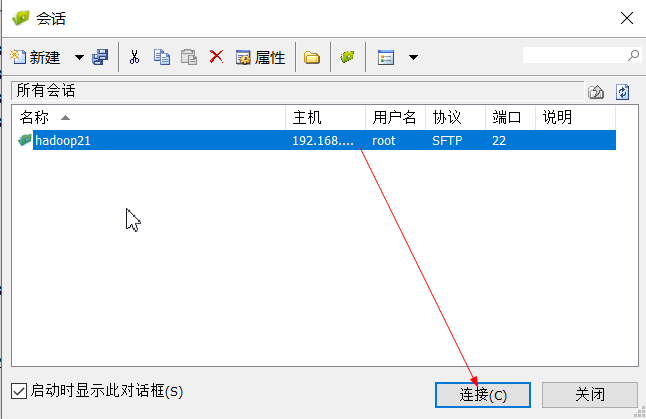 会话
新建 属性
所有会话
名称 主机 用户名 协议 端口 说明
hadoop21 192.168.... root SFTP 22
启动时显示此对话框(S) 连接(C) 关闭